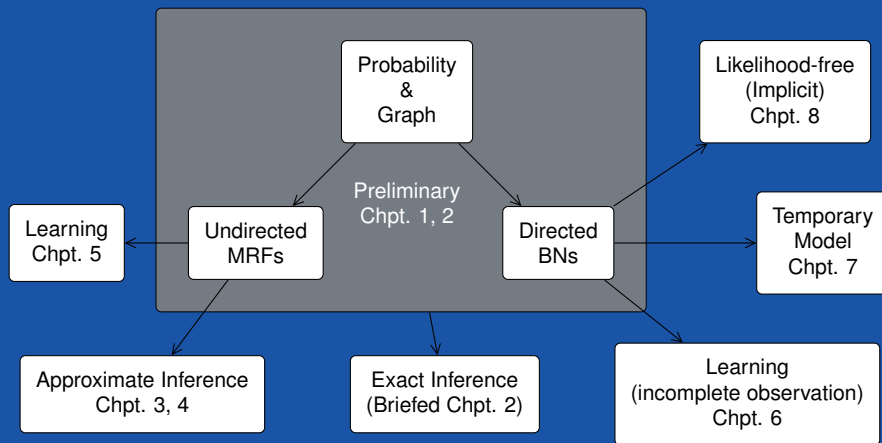 Probability
&
Graph
Likelihood-free
(Implicit)
Chpt. 8
Preliminary
Chpt. 1, 2
Learning
Chpt. 5
Undirected
MRFs
Directed
BNs
Temporary
Model
Chpt. 7
Approximate Inference
Chpt. 3, 4
Exact Inference
(Briefed Chpt. 2)
Learning
(incomplete observation)
Chpt. 6